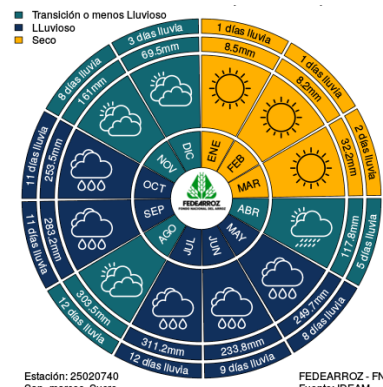 Transición o menos Lluvioso
LLuvioso
Seco
1 días lluvia
8.5mm
ENE
1 días lluvia
8.2mm
FEB
2 días lluvia
32.2mm
MAR
5 días lluvia
117.8mm
ABR
8 días lluvia
249.7mm
MAY
9 días lluvia
233.8mm
JUN
12 días lluvia
311.2mm
JUL
12 días lluvia
303.5mm
AGO
11 días lluvia
283.2mm
SEP
11 días lluvia
253.5mm
OCT
8 días lluvia
161mm
NOV
3 días lluvia
69.5mm
DIC
FEDEARROZ
FONDO NACIONAL DEL ARROZ
Estación: 25020740
FEDEARROZ - FN